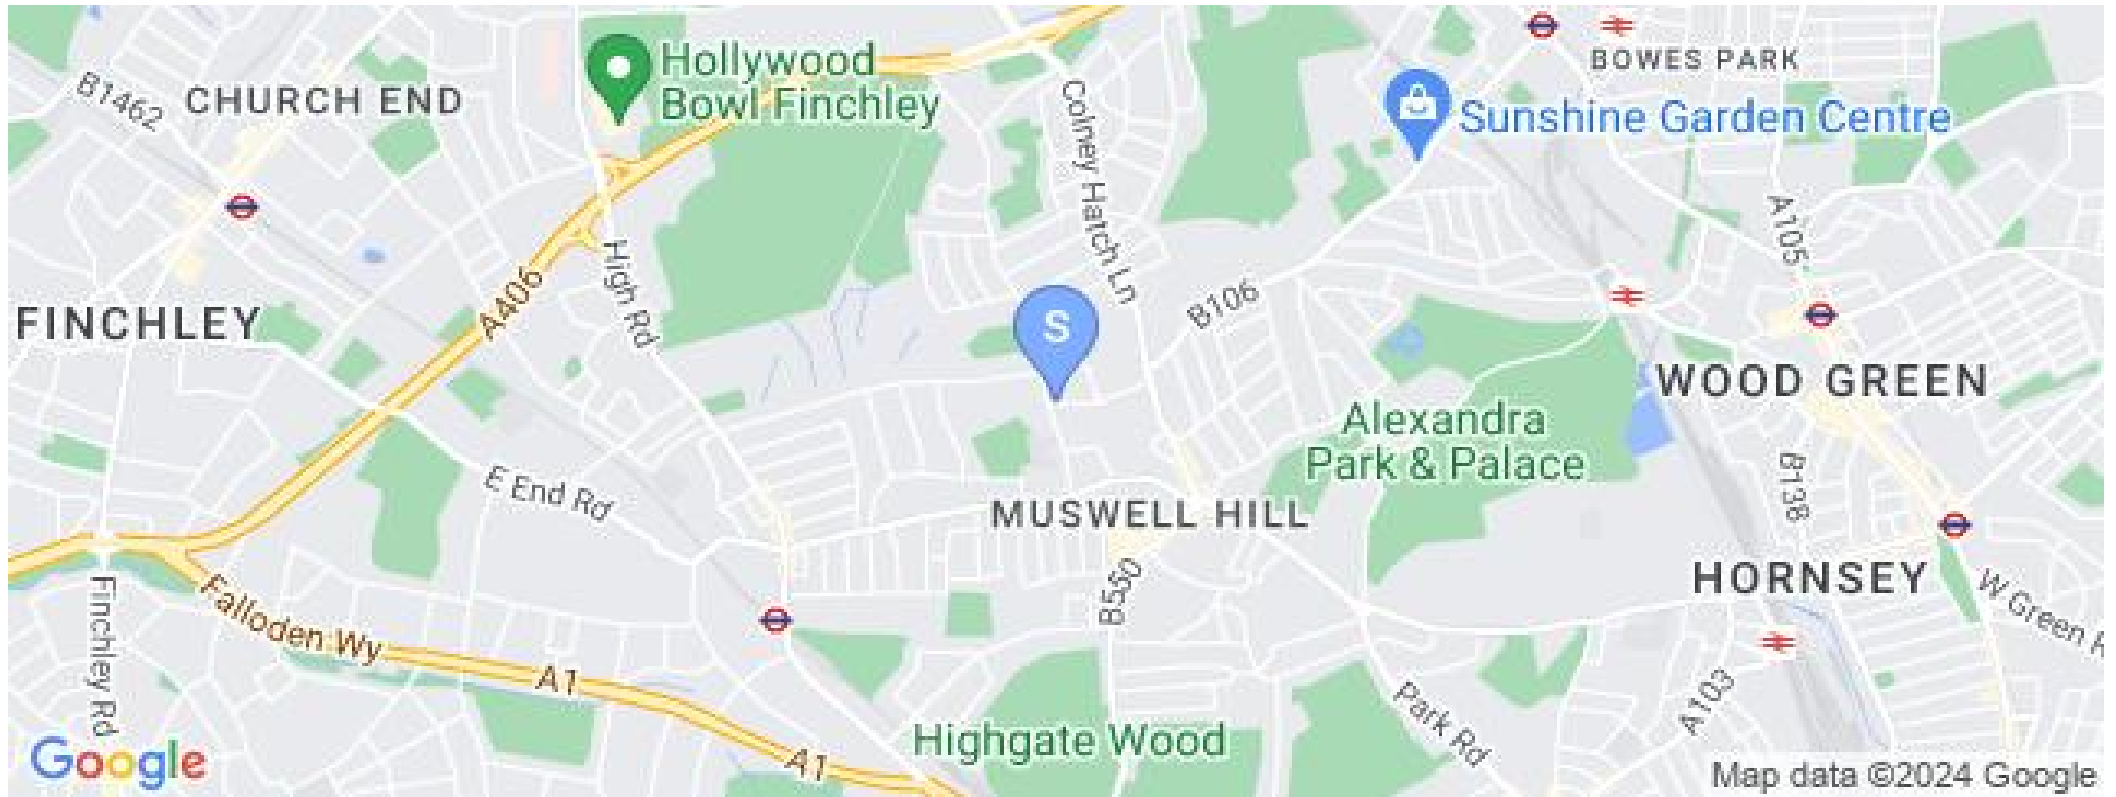 Hollywood
Bowl Finchley
BOWES PARK
B1462
CHURCH END
Colney Hatch Ln
Sunshine Garden Centre
A105
High Rd
A406
B106
S
FINCHLEY
WOOD GREEN
Alexandra
Park & Palace
E End Rd
MUSWELL HILL
B138
B550
HORNSEY
Finchley Rd
Falloden Wy
W Green R
A1
A103
Park Rd
Highgate Wood
A1
Google
Map data ©2024 Google